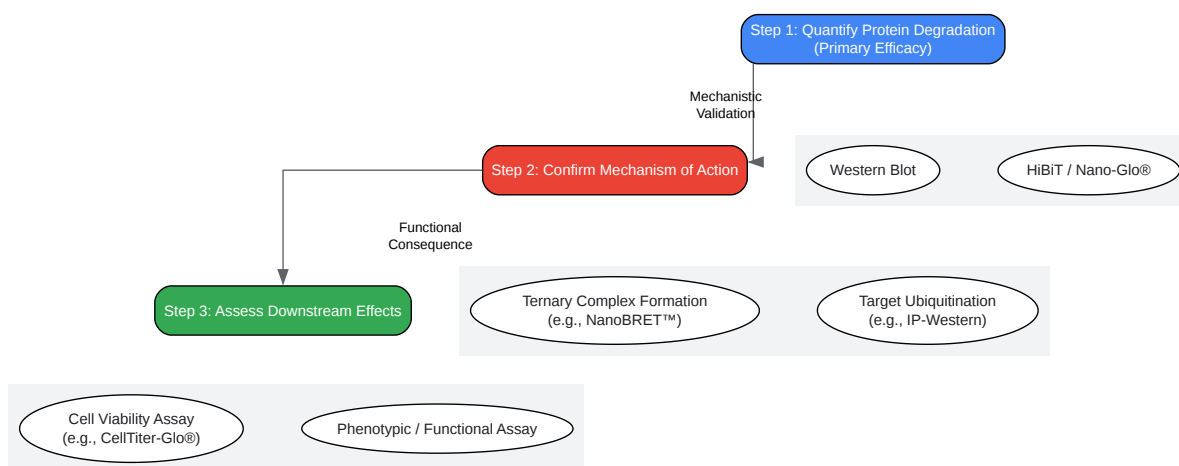 Step 1: Quantify Protein Degradation
(Primary Efficacy)
Mechanistic
Validation
Step 2: Confirm Mechanism of Action
Western Blot
HiBiT / Nano-Glo®
Functional
Consequence
Step 3: Assess Downstream Effects
Ternary Complex Formation
(e.g., NanoBRET™)
Target Ubiquitination
(e.g., IP-Western)
Cell Viability Assay
(e.g., CellTiter-Glo®)
Phenotypic / Functional Assay